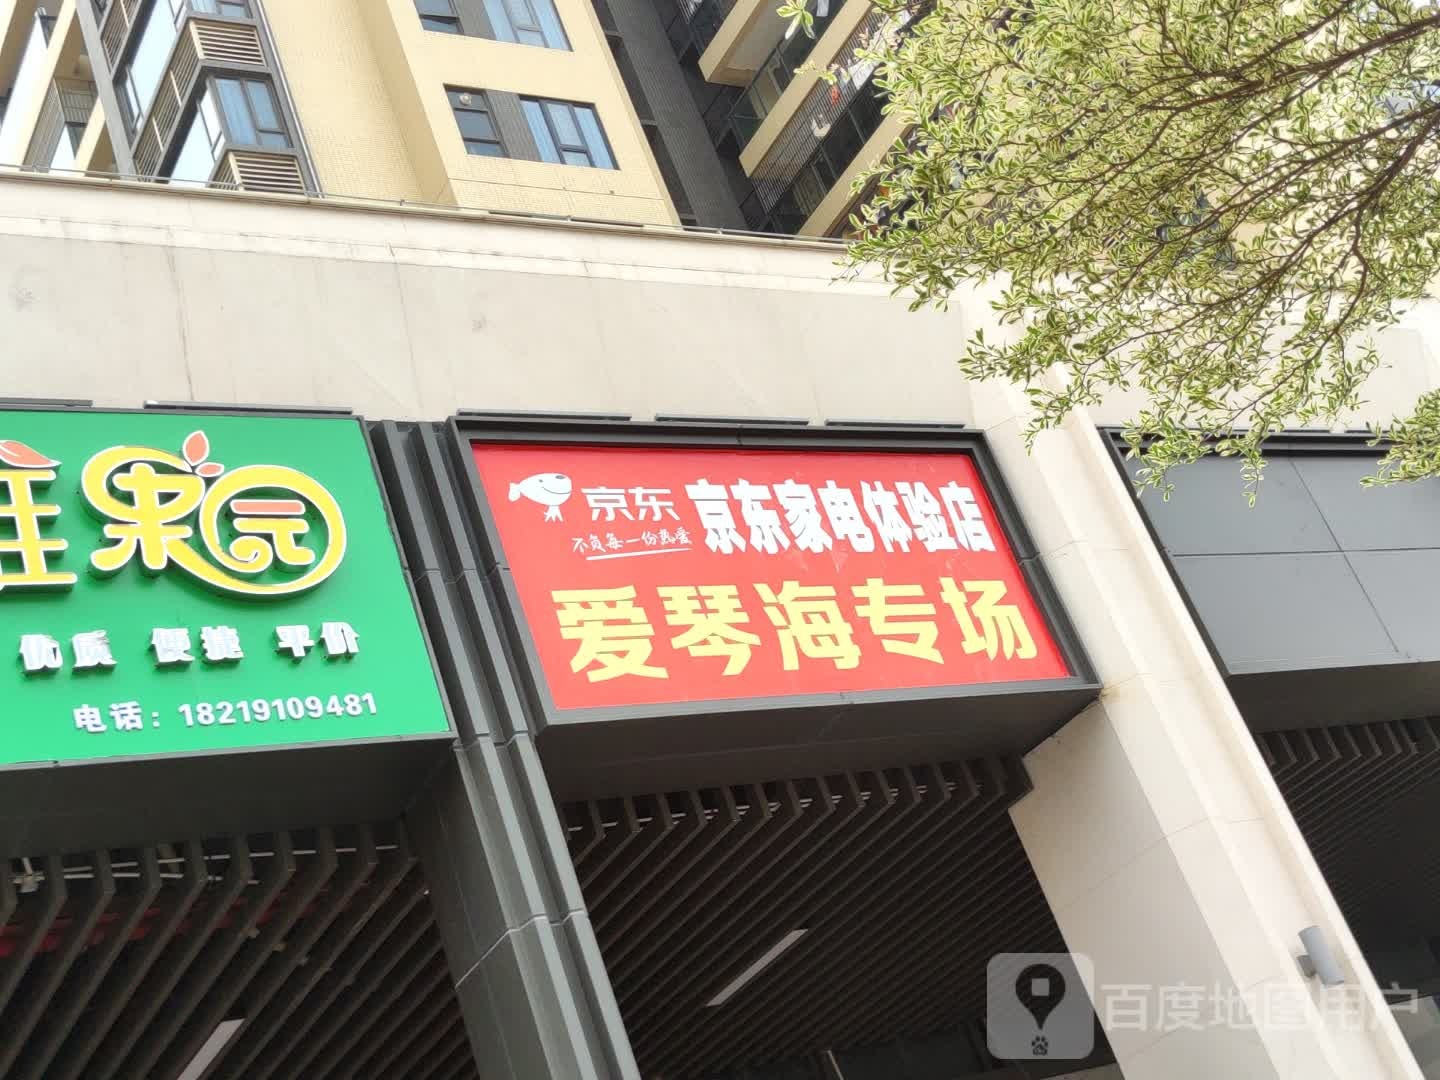 果园
优质 便捷 平价
电话：18219109481
京东
不负每一份热爱
京东家电体验店
爱琴海专场
百度地图用户